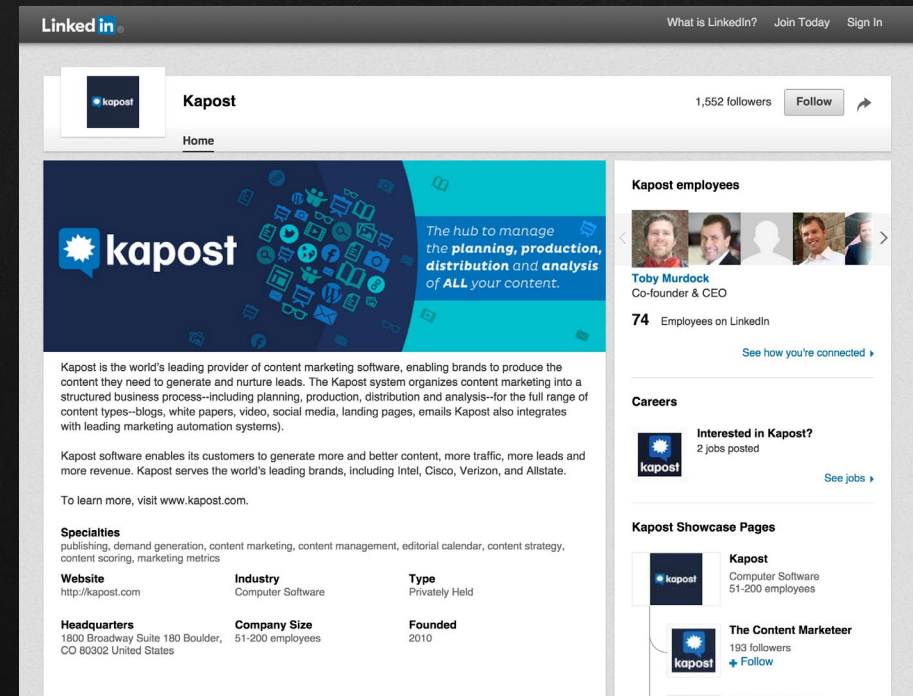 Linked in ®
What is LinkedIn? Join Today Sign In
kapost
Kapost
1,552 followers
Follow
Home
kapost
The hub to manage
the planning, production,
distribution and analysis
of ALL your content.
Kapost is the world's leading provider of content marketing software, enabling brands to produce the
content they need to generate and nurture leads. The Kapost system organizes content marketing into a
structured business process--including planning, production, distribution and analysis--for the full range of
content types--blogs, white papers, video, social media, landing pages, emails Kapost also integrates
with leading marketing automation systems).
Kapost software enables its customers to generate more and better content, more traffic, more leads and
more revenue. Kapost serves the world's leading brands, including Intel, Cisco, Verizon, and Allstate.
To learn more, visit www.kapost.com.
Specialties
publishing, demand generation, content marketing, content management, editorial calendar, content strategy,
content scoring, marketing metrics
Website
http://kapost.com
Industry
Computer Software
Type
Privately Held
Headquarters
1800 Broadway Suite 180 Boulder,
CO 80302 United States
Company Size
51-200 employees
Founded
2010
Kapost employees
Toby Murdock
Co-founder & CEO
74 Employees on LinkedIn
See how you're connected
Careers
kapost
Interested in Kapost?
2 jobs posted
See jobs
Kapost Showcase Pages
kapost
Kapost
Computer Software
51-200 employees
kapost
The Content Marketeer
193 followers
+ Follow